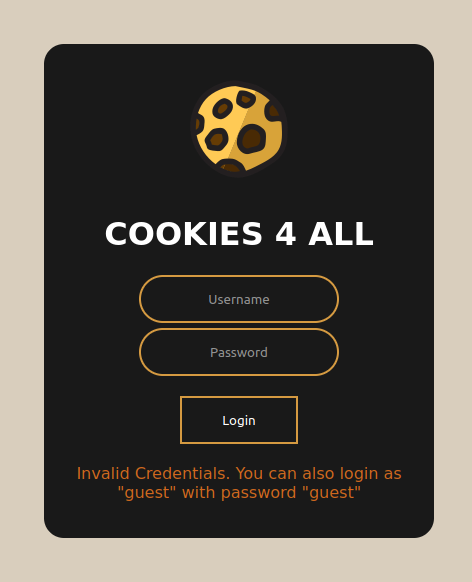 COOKIES 4 ALL
Username
Password
Login
Invalid Credentials. You can also login as
"guest" with password "guest"